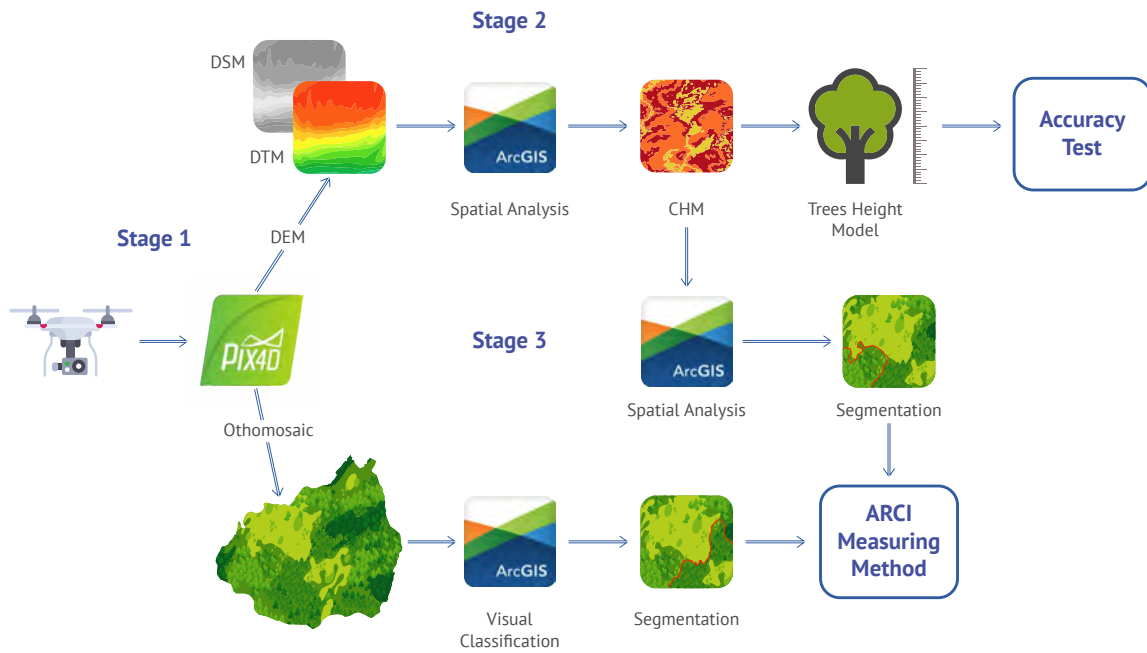 Stage 2
DSM
DTM
ArcGIS
Spatial Analysis
CHM
Trees Height
Model
Accuracy
Test
Stage 1
DEM
PIX4D
Othomosaic
Stage 3
ArcGIS
Spatial Analysis
Segmentation
ArcGIS
Visual
Classification
Segmentation
ARCI
Measuring
Method